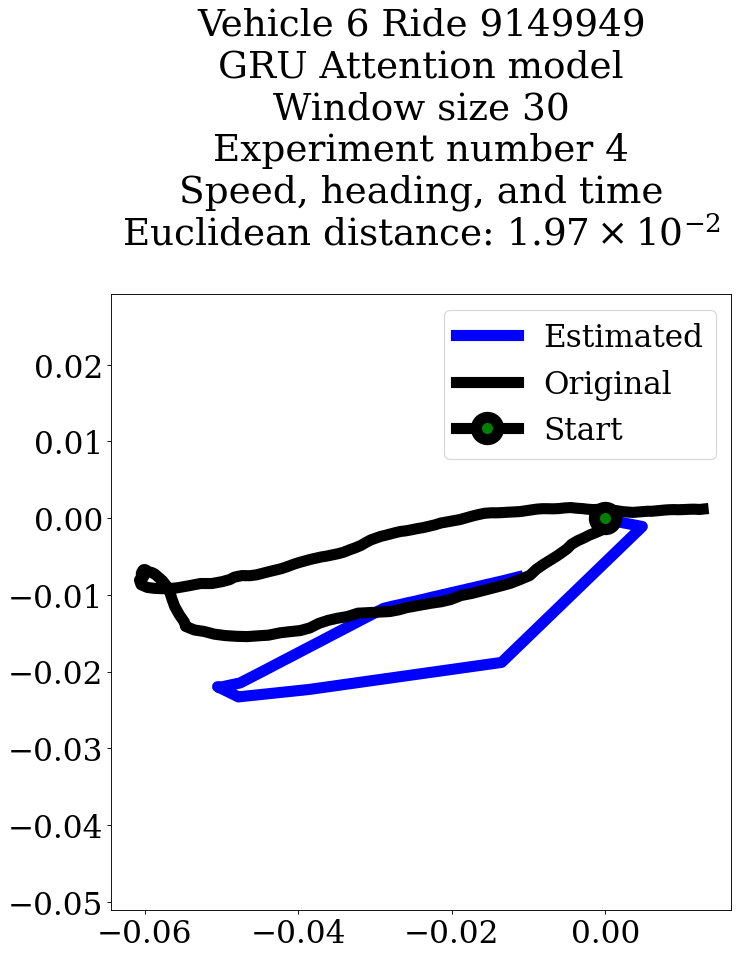 Vehicle 6 Ride 9149949
GRU Attention model
Window size 30
Experiment number 4
Speed, heading, and time
Euclidean distance: 1.97 × 10⁻²
Estimated
Original
Start
0.02
0.01
0.00
−0.01
−0.02
−0.03
−0.04
−0.05
−0.06 −0.04 −0.02 0.00